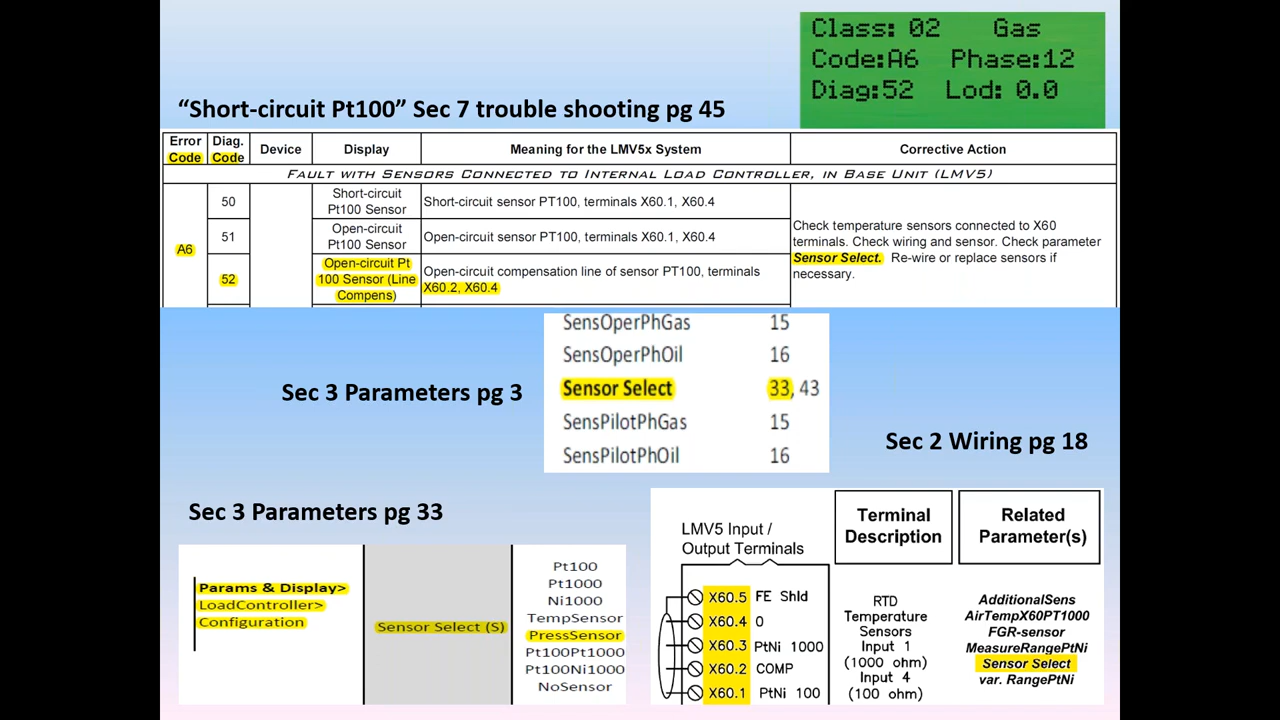 Class: 02 Gas
Code:A6 Phase:12
Diag:52 Lod: 0.0
“Short-circuit Pt100” Sec 7 trouble shooting pg 45
Error Code
Diag. Code
Device
Display
Meaning for the LMV5x System
Corrective Action
Fault with Sensors Connected to Internal Load Controller, in Base Unit (LMV5)
A6
50
Short-circuit
Pt100 Sensor
Short-circuit sensor PT100, terminals X60.1, X60.4
51
Open-circuit
Pt100 Sensor
Open-circuit sensor PT100, terminals X60.1, X60.4
52
Open-circuit Pt
100 Sensor (Line
Compens)
Open-circuit compensation line of sensor PT100, terminals
X60.2, X60.4
Check temperature sensors connected to X60
terminals. Check wiring and sensor. Check parameter
Sensor Select. Re-wire or replace sensors if
necessary.
Sec 3 Parameters pg 3
SensOperPhGas 15
SensOperPhOil 16
Sensor Select 33, 43
SensPilotPhGas 15
SensPilotPhOil 16
Sec 2 Wiring pg 18
Sec 3 Parameters pg 33
Params & Display>
LoadController>
Configuration
Sensor Select (S)
Pt100
Pt1000
Ni1000
TempSensor
PressSensor
Pt100Pt1000
Pt100Ni1000
NoSensor
LMV5 Input /
Output Terminals
X60.5 FE Shld
X60.4 0
X60.3 PtNi 1000
X60.2 COMP
X60.1 PtNi 100
Terminal
Description
RTD
Temperature
Sensors
Input 1
(1000 ohm)
Input 4
(100 ohm)
Related
Parameter(s)
AdditionalSens
AirTempX60PT1000
FGR-sensor
MeasureRangePtNi
Sensor Select
var. RangePtNi